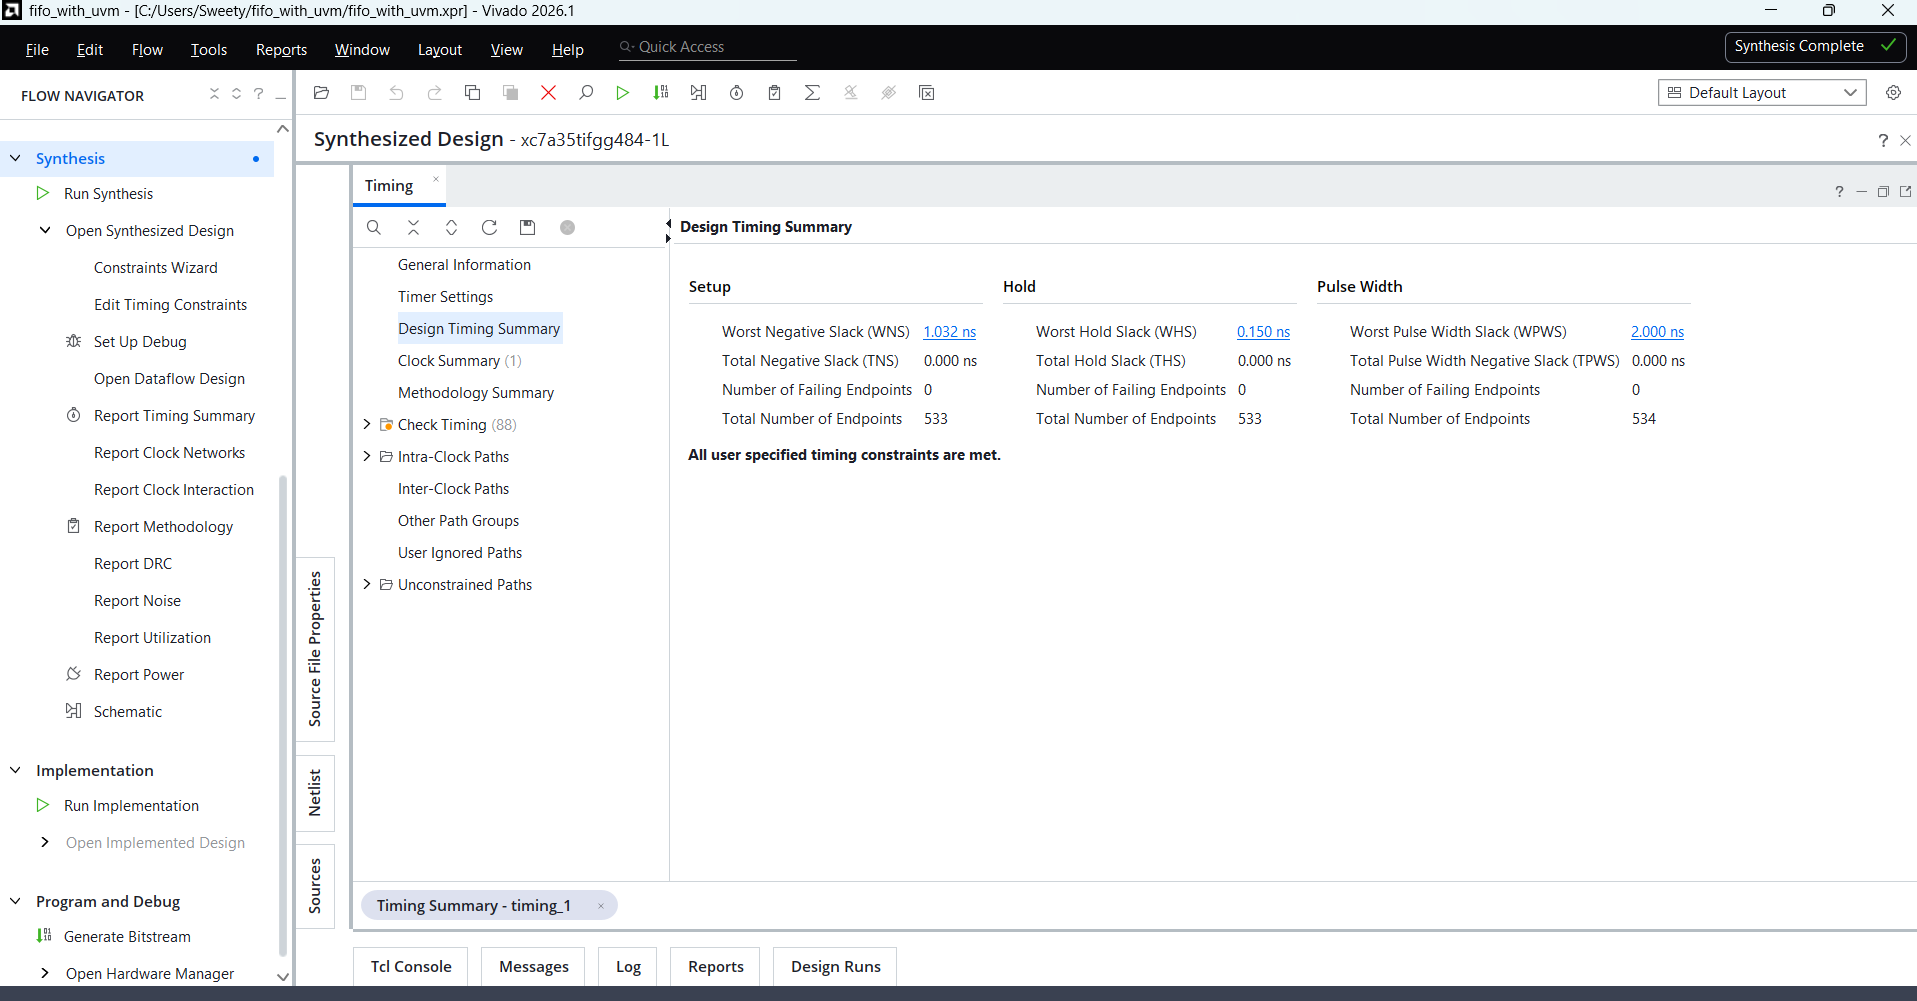 fifo_with_uvm - [C:/Users/Sweety/fifo_with_uvm/fifo_with_uvm.xpr] - Vivado 2026.1
File Edit Flow Tools Reports Window Layout View Help Quick Access
Synthesis Complete
FLOW NAVIGATOR
Default Layout
Synthesis
Run Synthesis
Open Synthesized Design
Constraints Wizard
Edit Timing Constraints
Set Up Debug
Open Dataflow Design
Report Timing Summary
Report Clock Networks
Report Clock Interaction
Report Methodology
Report DRC
Report Noise
Report Utilization
Report Power
Schematic
Implementation
Run Implementation
Open Implemented Design
Program and Debug
Generate Bitstream
Open Hardware Manager
Synthesized Design - xc7a35tifgg484-1L
Source File Properties
Netlist
Sources
Timing
General Information
Timer Settings
Design Timing Summary
Clock Summary (1)
Methodology Summary
Check Timing (88)
Intra-Clock Paths
Inter-Clock Paths
Other Path Groups
User Ignored Paths
Unconstrained Paths
Design Timing Summary
Setup Hold Pulse Width
Worst Negative Slack (WNS) 1.032 ns Worst Hold Slack (WHS) 0.150 ns Worst Pulse Width Slack (WPWS) 2.000 ns
Total Negative Slack (TNS) 0.000 ns Total Hold Slack (THS) 0.000 ns Total Pulse Width Negative Slack (TPWS) 0.000 ns
Number of Failing Endpoints 0 Number of Failing Endpoints 0 Number of Failing Endpoints 0
Total Number of Endpoints 533 Total Number of Endpoints 533 Total Number of Endpoints 534
All user specified timing constraints are met.
Timing Summary - timing_1
Tcl Console Messages Log Reports Design Runs